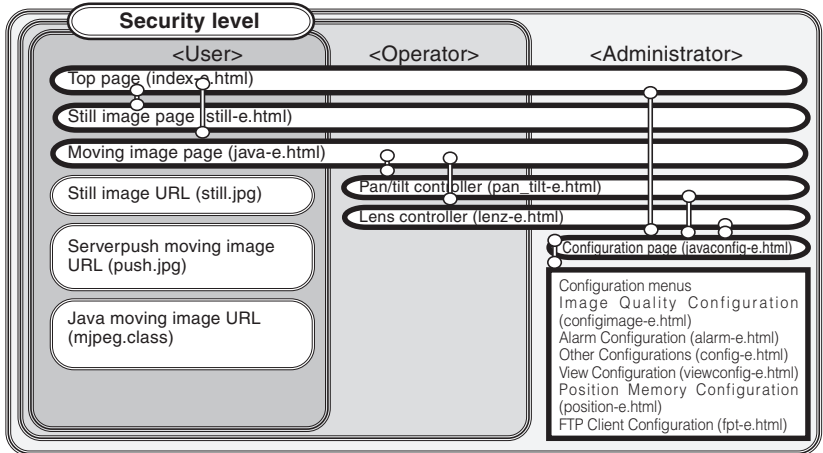 Security level
<User>
<Operator>
<Administrator>
Top page (index-e.html)
Still image page (still-e.html)
Moving image page (java-e.html)
Still image URL (still.jpg)
Pan/tilt controller (pan_tilt-e.html)
Lens controller (lenz-e.html)
Serverpush moving image
URL (push.jpg)
Configuration page (javaconfig-e.html)
Java moving image URL
(mjpeg.class)
Configuration menus
Image Quality Configuration
(configimage-e.html)
Alarm Configuration (alarm-e.html)
Other Configurations (config-e.html)
View Configuration (viewconfig-e.html)
Position Memory Configuration
(position-e.html)
FTP Client Configuration (fpt-e.html)